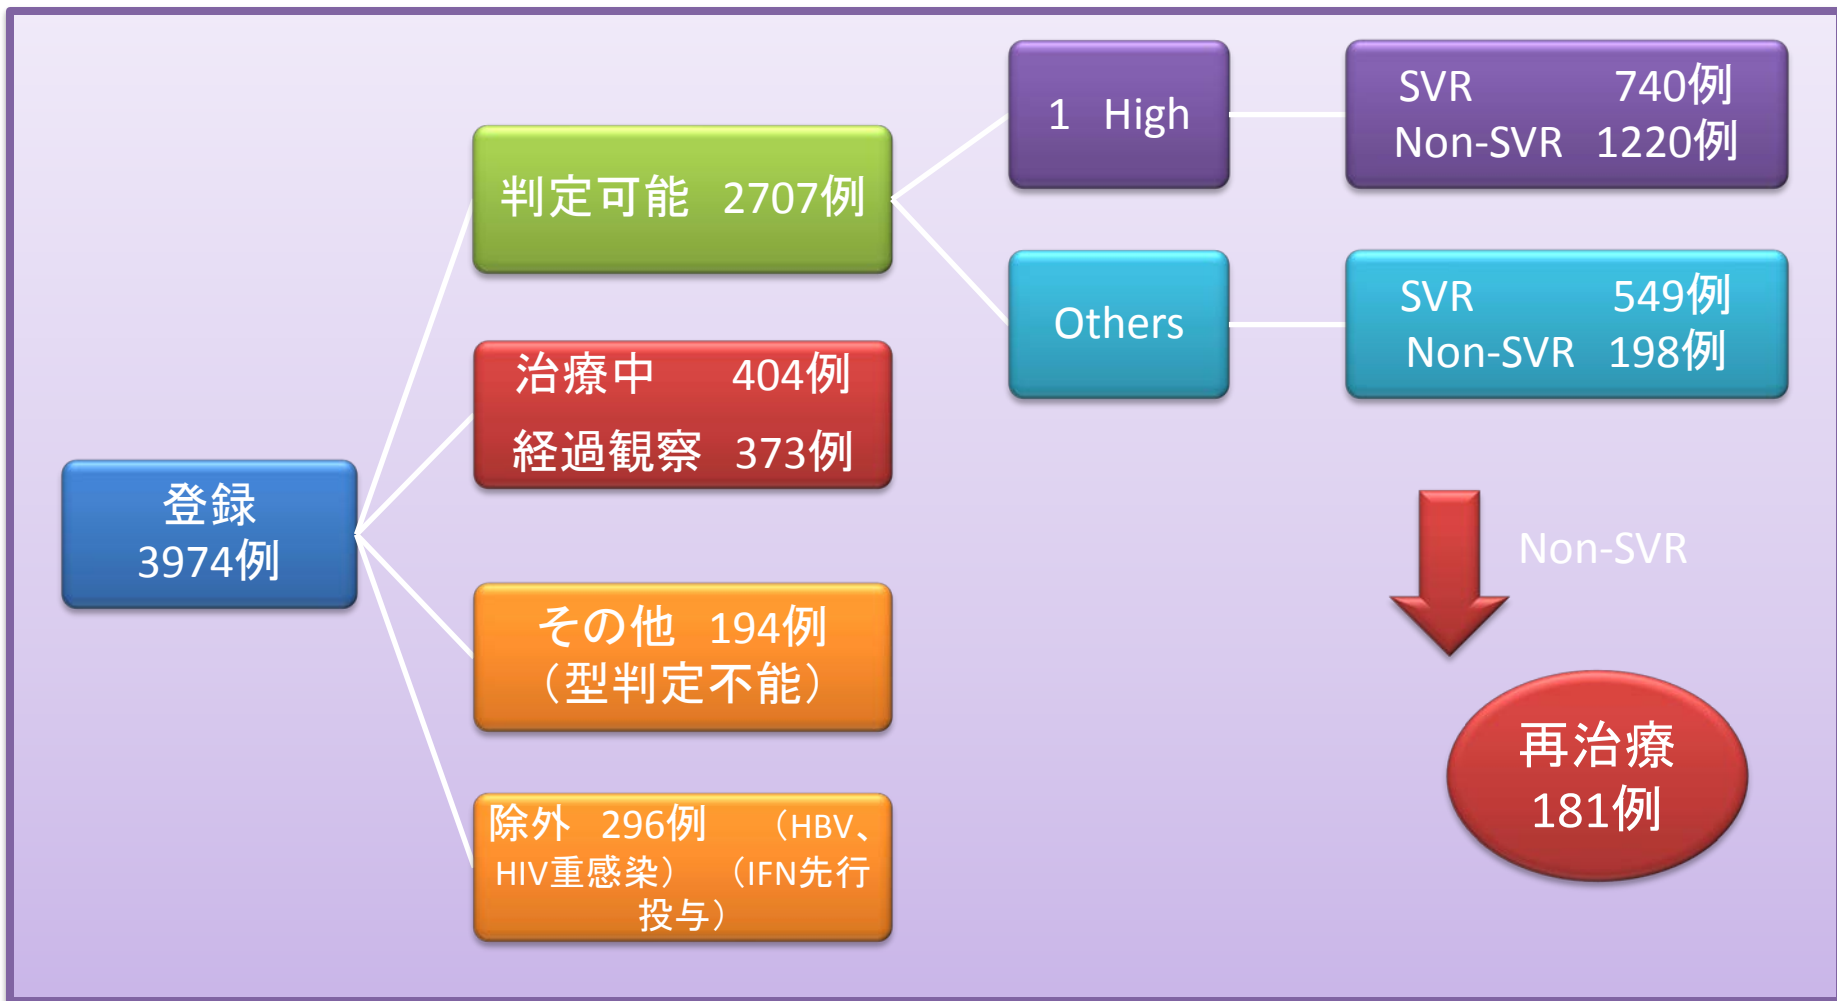 登録
3974例
判定可能 2707例
治療中 404例
経過観察 373例
その他 194例
（型判定不能）
除外 296例 （HBV、
HIV重感染） （IFN先行
投与）
1 High
SVR 740例
Non-SVR 1220例
Others
SVR 549例
Non-SVR 198例
Non-SVR
再治療
181例